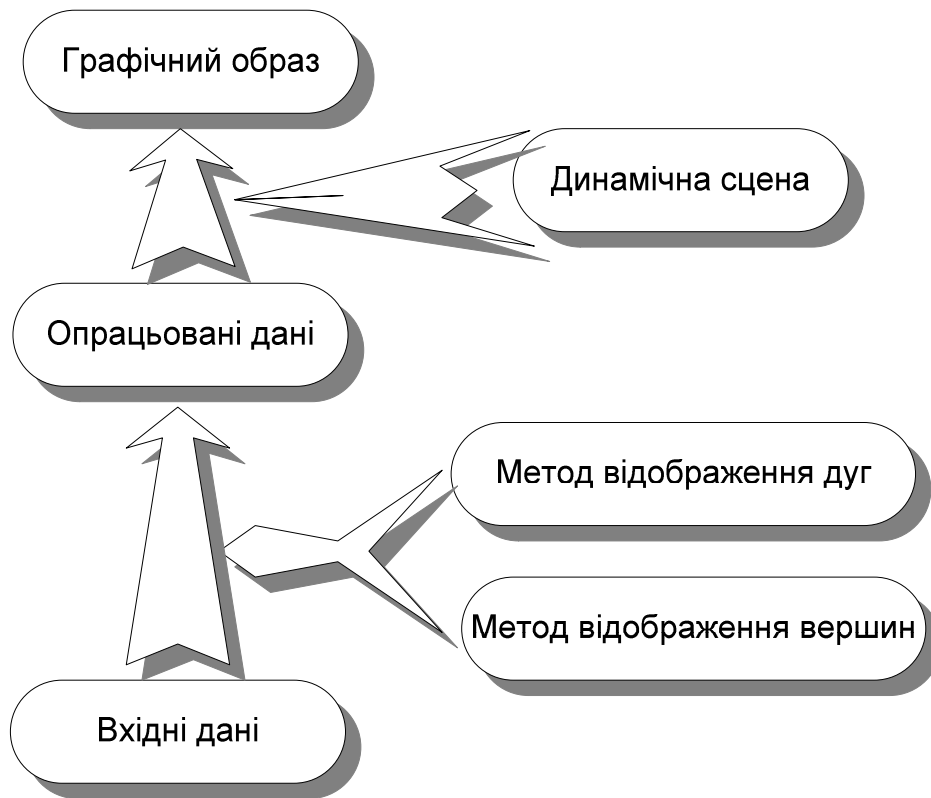 Графічний образ
Динамічна сцена
Опрацьовані дані
Метод відображення дуг
Метод відображення вершин
Вхідні дані